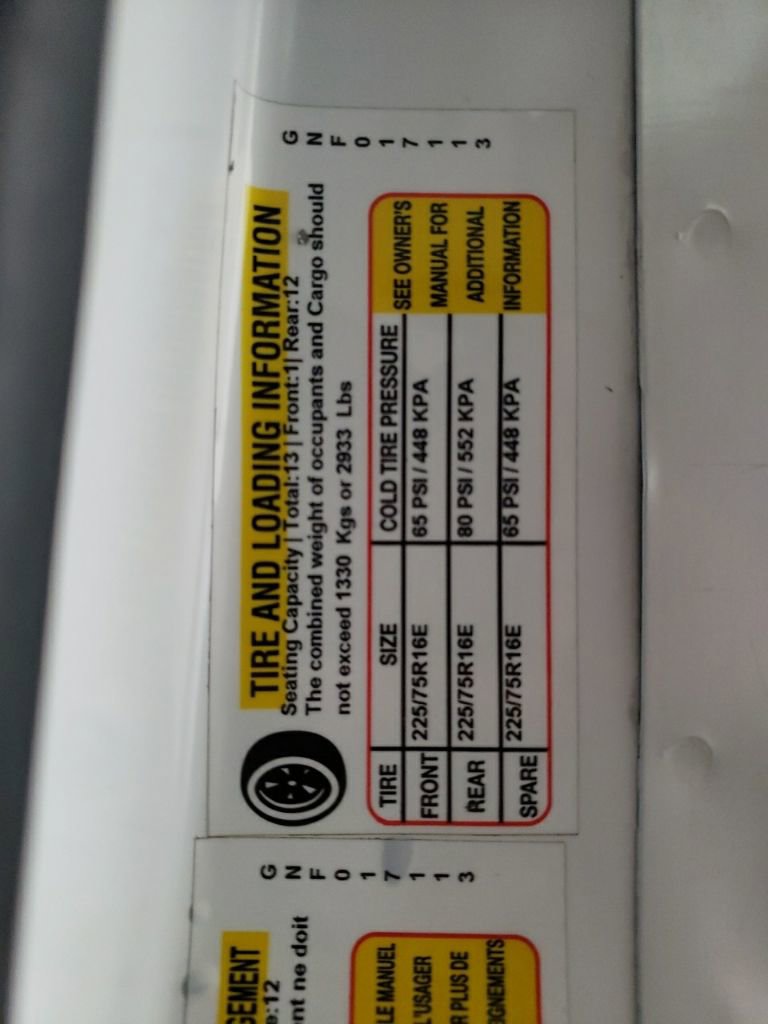 TIRE AND LOADING INFORMATION
Seating Capacity | Total:13 | Front:1| Rear:12
The combined weight of occupants and Cargo should
not exceed 1330 Kgs or 2933 Lbs
TIRE SIZE COLD TIRE PRESSURE SEE OWNER'S
FRONT 225/75R16E 65 PSI / 448 KPA MANUAL FOR
REAR 225/75R16E 80 PSI / 552 KPA ADDITIONAL
SPARE 225/75R16E 65 PSI / 448 KPA INFORMATION
GNF017113
GEMENT
e:12
nt ne doit
LE MANUEL
L'USAGER
R PLUS DE
IGNEMENTS
GNF017113